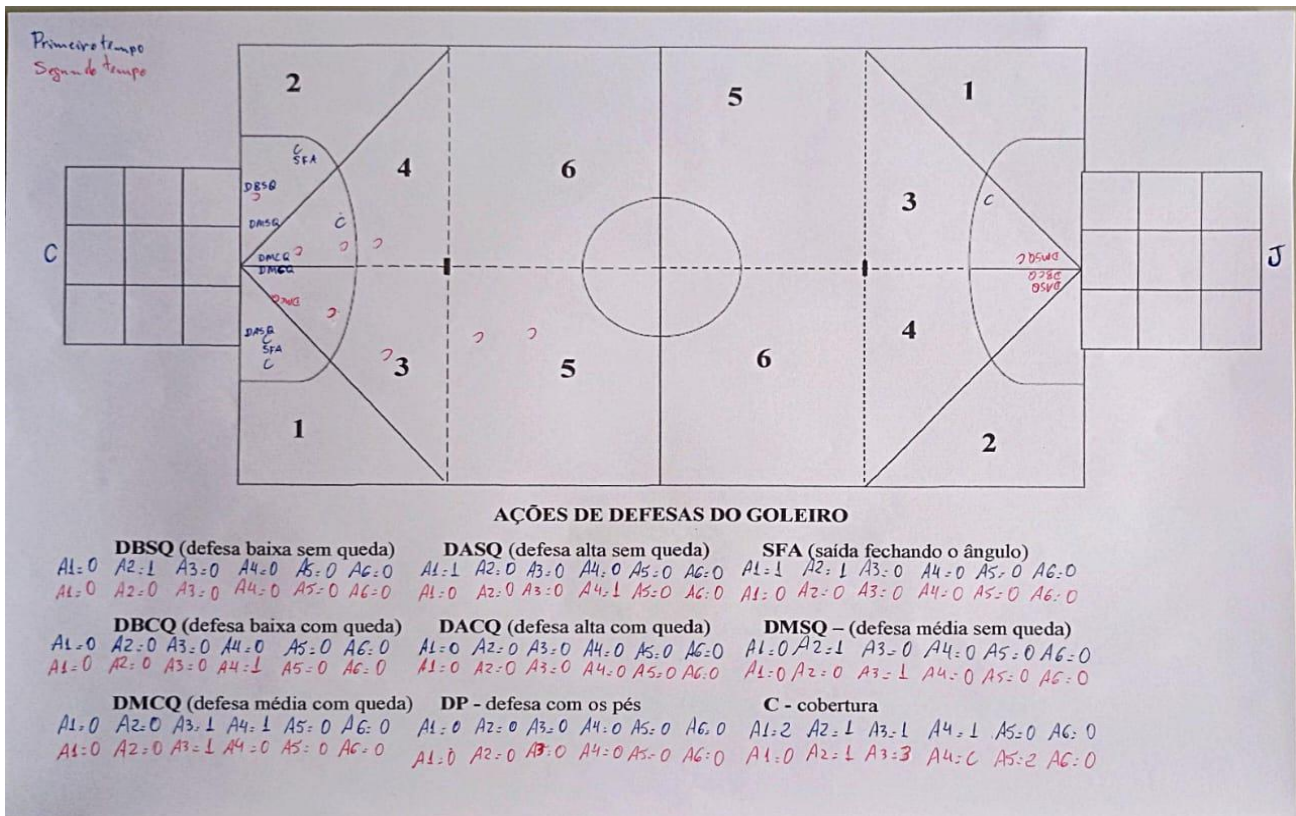 Primeiro tempo
Segundo tempo
2
5
1
C
SFA
4
6
DBSQ
C
3
C
DMSQ
C
C
DMCQ C C C
C
DMCQ
J
DMSQ C
DBCQ
DASQ
DMCQ
C
DASQ
C
SFA
C
C
C
C
3
5
6
4
1
2
AÇÕES DE DEFESAS DO GOLEIRO
DBSQ (defesa baixa sem queda) DASQ (defesa alta sem queda) SFA (saída fechando o ângulo)
A1=0 A2=1 A3=0 A4=0 A5=0 A6=0 A1=1 A2=0 A3=0 A4=0 A5=0 A6=0 A1=1 A2=1 A3=0 A4=0 A5=0 A6=0
A1=0 A2=0 A3=0 A4=0 A5=0 A6=0 A1=0 A2=0 A3=0 A4=1 A5=0 A6=0 A1=0 A2=0 A3=0 A4=0 A5=0 A6=0
DBCQ (defesa baixa com queda) DACQ (defesa alta com queda) DMSQ – (defesa média sem queda)
A1=0 A2=0 A3=0 A4=0 A5=0 A6=0 A1=0 A2=0 A3=0 A4=0 A5=0 A6=0 A1=0 A2=1 A3=0 A4=0 A5=0 A6=0
A1=0 A2=0 A3=0 A4=1 A5=0 A6=0 A1=0 A2=0 A3=0 A4=0 A5=0 A6=0 A1=0 A2=0 A3=1 A4=0 A5=0 A6=0
DMCQ (defesa média com queda) DP - defesa com os pés C - cobertura
A1=0 A2=0 A3=1 A4=1 A5=0 A6=0 A1=0 A2=0 A3=0 A4=0 A5=0 A6=0 A1=2 A2=1 A3=1 A4=1 A5=0 A6=0
A1=0 A2=0 A3=1 A4=0 A5=0 A6=0 A1=0 A2=0 A3=0 A4=0 A5=0 A6=0 A1=0 A2=1 A3=3 A4=C A5=2 A6=0